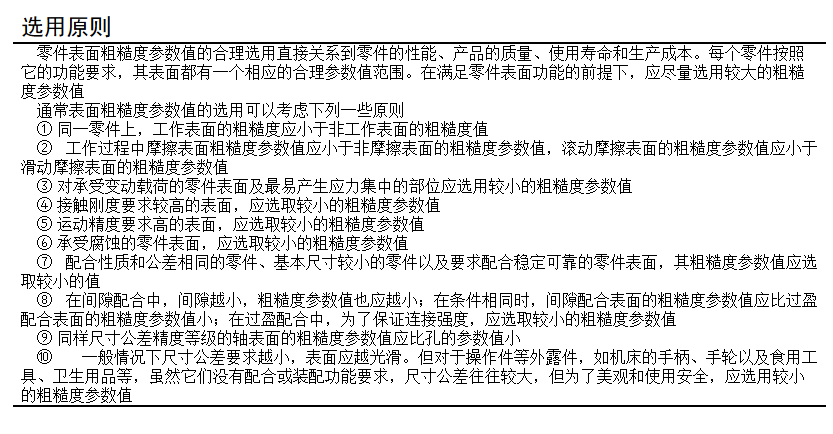 选用原则
零件表面粗糙度参数值的合理选用直接关系到零件的性能、产品的质量、使用寿命和生产成本。每个零件按照
它的功能要求，其表面都有一个相应的合理参数值范围。在满足零件表面功能的前提下，应尽量选用较大的粗糙
度参数值
通常表面粗糙度参数值的选用可以考虑下列一些原则
① 同一零件上，工作表面的粗糙度应小于非工作表面的粗糙度值
② 工作过程中摩擦表面粗糙度参数值应小于非摩擦表面的粗糙度参数值，滚动摩擦表面的粗糙度参数值应小于
滑动摩擦表面的粗糙度参数值
③ 对承受变动载荷的零件表面及最易产生应力集中的部位应选用较小的粗糙度参数值
④ 接触刚度要求较高的表面，应选取较小的粗糙度参数值
⑤ 运动精度要求高的表面，应选取较小的粗糙度参数值
⑥ 承受腐蚀的零件表面，应选取较小的粗糙度参数值
⑦ 配合性质和公差相同的零件、基本尺寸较小的零件以及要求配合稳定可靠的零件表面，其粗糙度参数值应选
取较小的值
⑧ 在间隙配合中，间隙越小，粗糙度参数值也应越小；在条件相同时，间隙配合表面的粗糙度参数值应比过盈
配合表面的粗糙度参数值小；在过盈配合中，为了保证连接强度，应选取较小的粗糙度参数值
⑨ 同样尺寸公差精度等级的轴表面的粗糙度参数值应比孔的参数值小
⑩ 一般情况下尺寸公差要求越小，表面应越光滑。但对于操作件等外露件，如机床的手柄、手轮以及食用工
具、卫生用品等，虽然它们没有配合或装配功能要求，尺寸公差往往较大，但为了美观和使用安全，应选用较小
的粗糙度参数值